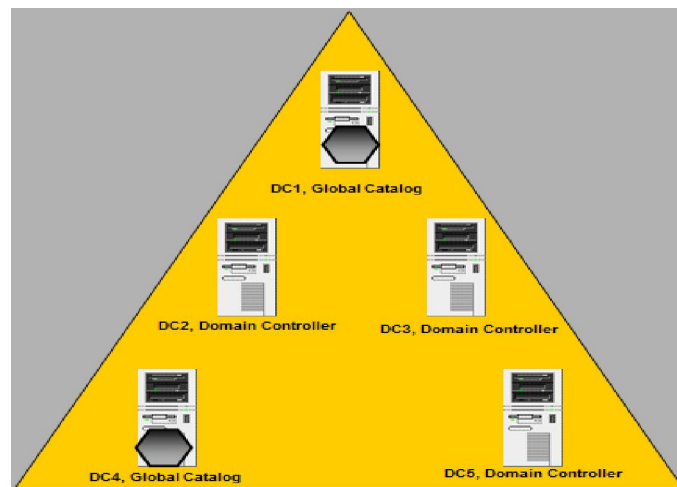 DC1, Global Catalog
DC2, Domain Controller
DC3, Domain Controller
DC4, Global Catalog
DC5, Domain Controller